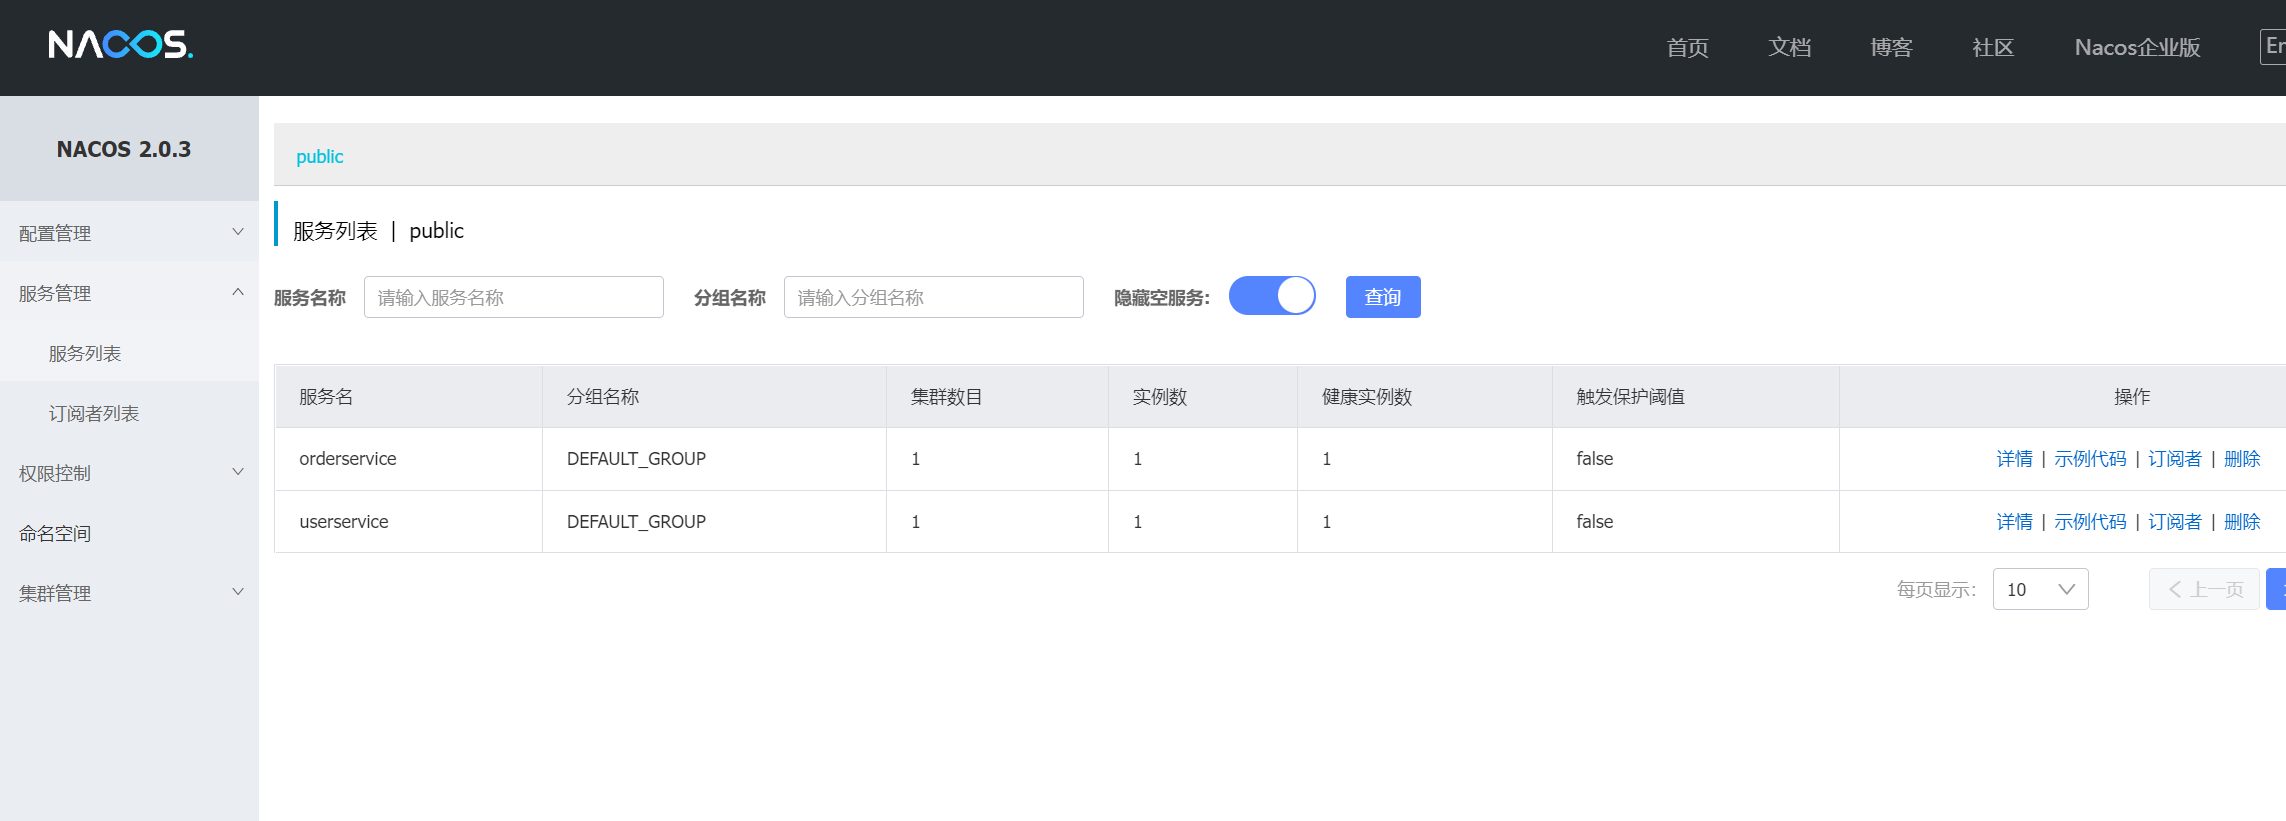 NACOS.
首页 文档 博客 社区 Nacos企业版 En
NACOS 2.0.3
配置管理
服务管理
服务列表
订阅者列表
权限控制
命名空间
集群管理
public
服务列表 | public
服务名称 请输入服务名称 分组名称 请输入分组名称 隐藏空服务: 查询
服务名 分组名称 集群数目 实例数 健康实例数 触发保护阈值 操作
orderservice DEFAULT_GROUP 1 1 1 false 详情 | 示例代码 | 订阅者 | 删除
userservice DEFAULT_GROUP 1 1 1 false 详情 | 示例代码 | 订阅者 | 删除
每页显示: 10 上一页